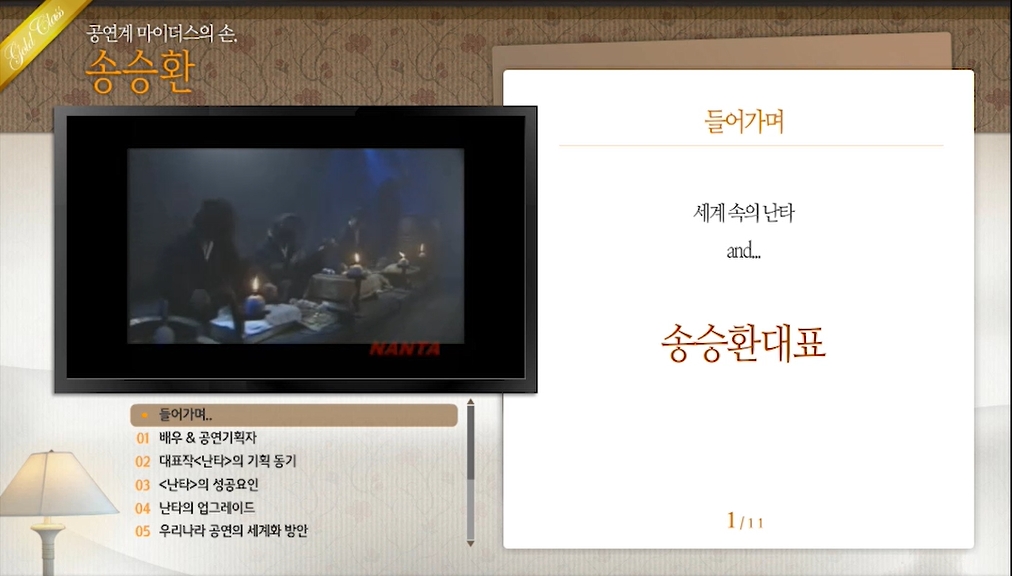 Gold Class
공연계 마이더스의 손,
송승환
NANTA
들어가며..
01 배우 & 공연기획자
02 대표작<난타>의 기획 동기
03 <난타>의 성공요인
04 난타의 업그레이드
05 우리나라 공연의 세계화 방안
들어가며
세계 속의 난타
and...
송승환대표
1/11